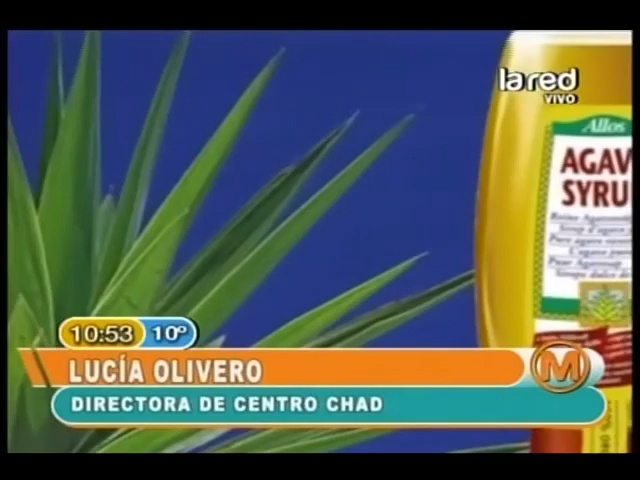 la red
VIVO
Allos
AGAV
SYRU
10:53 10º
LUCÍA OLIVERO
M
DIRECTORA DE CENTRO CHAD